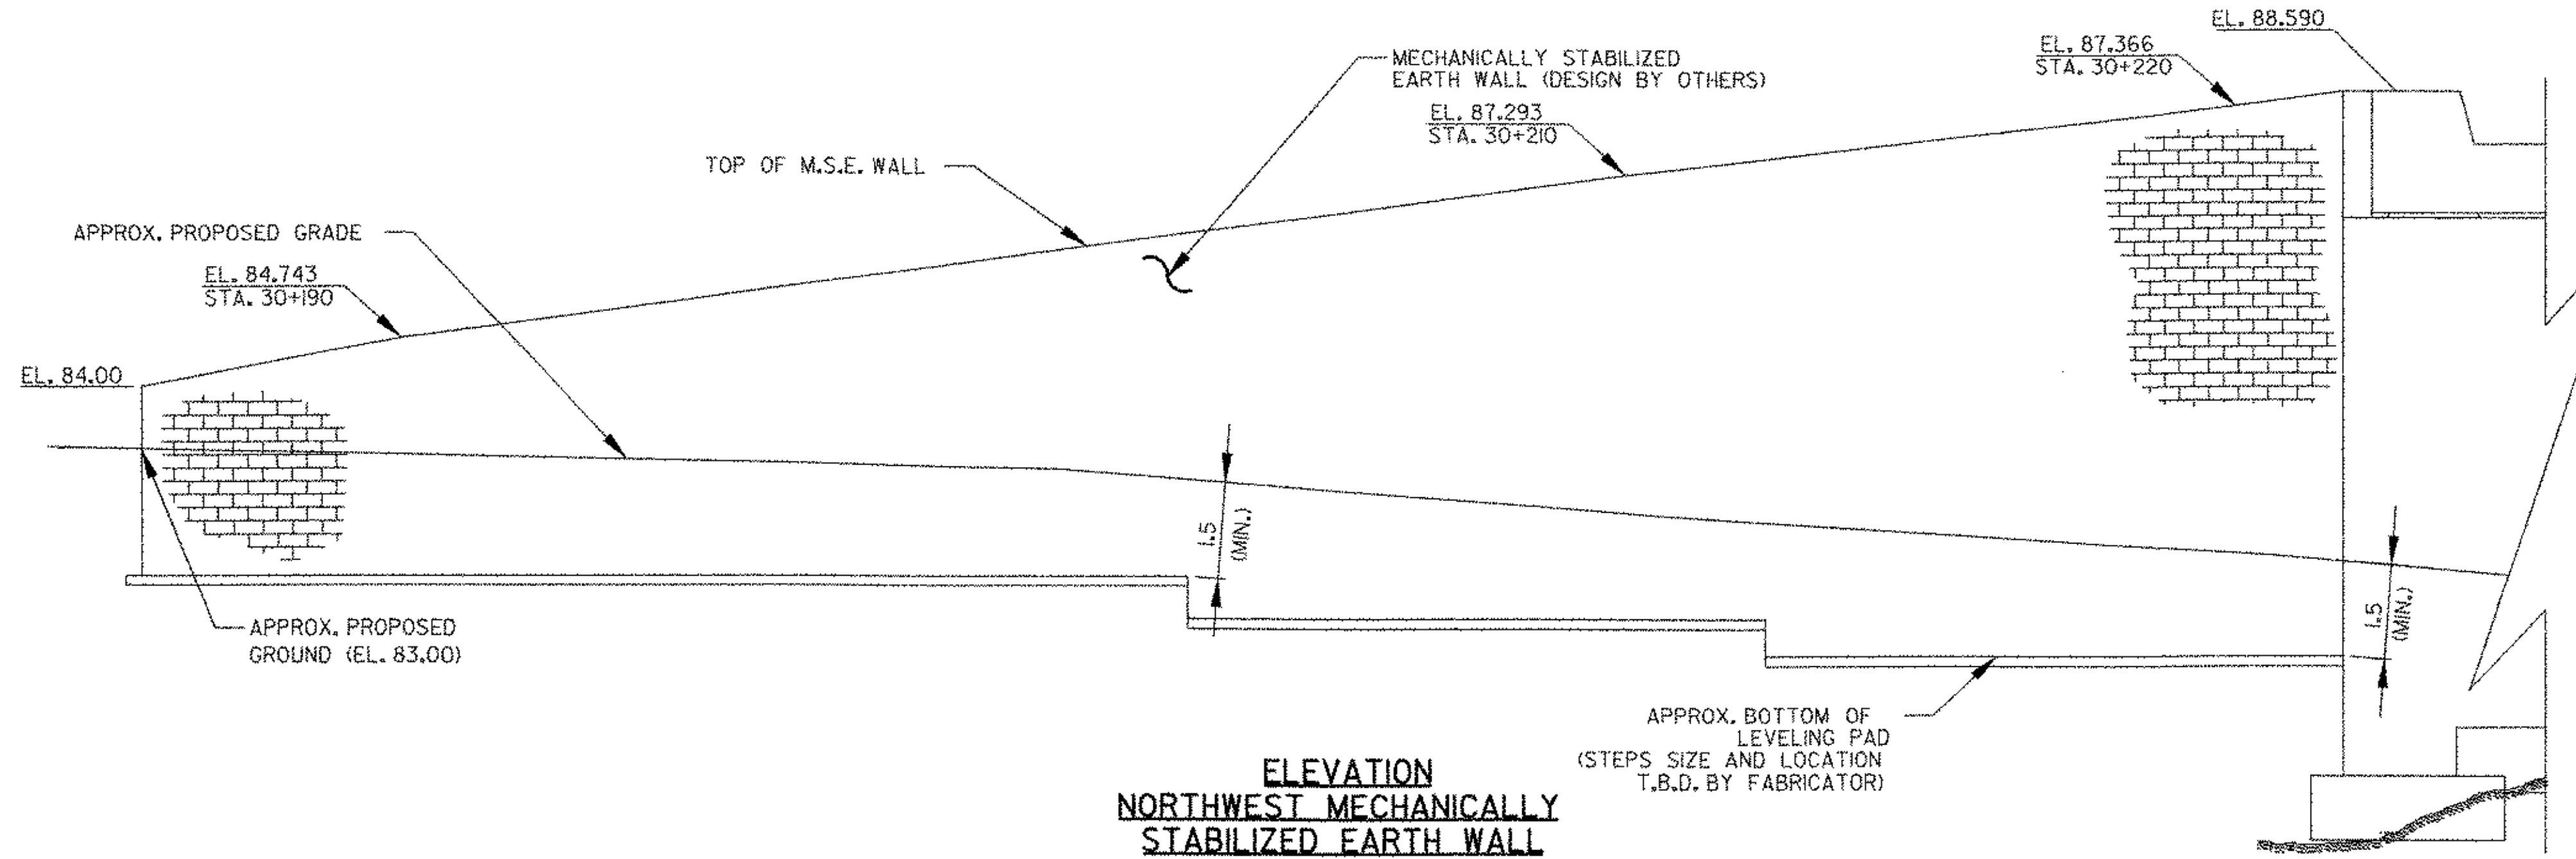 EL. 88.590
EL. 87.366
STA. 30+220
MECHANICALLY STABILIZED
EARTH WALL (DESIGN BY OTHERS)
EL. 87.293
STA. 30+210
TOP OF M.S.E. WALL
APPROX. PROPOSED GRADE
EL. 84.743
STA. 30+190
EL. 84.00
1.5
(MIN.)
1.5
(MIN.)
APPROX. PROPOSED
GROUND (EL. 83.00)
APPROX. BOTTOM OF
LEVELING PAD
(STEPS SIZE AND LOCATION
T.B.D. BY FABRICATOR)
ELEVATION
NORTHWEST MECHANICALLY
STABILIZED EARTH WALL